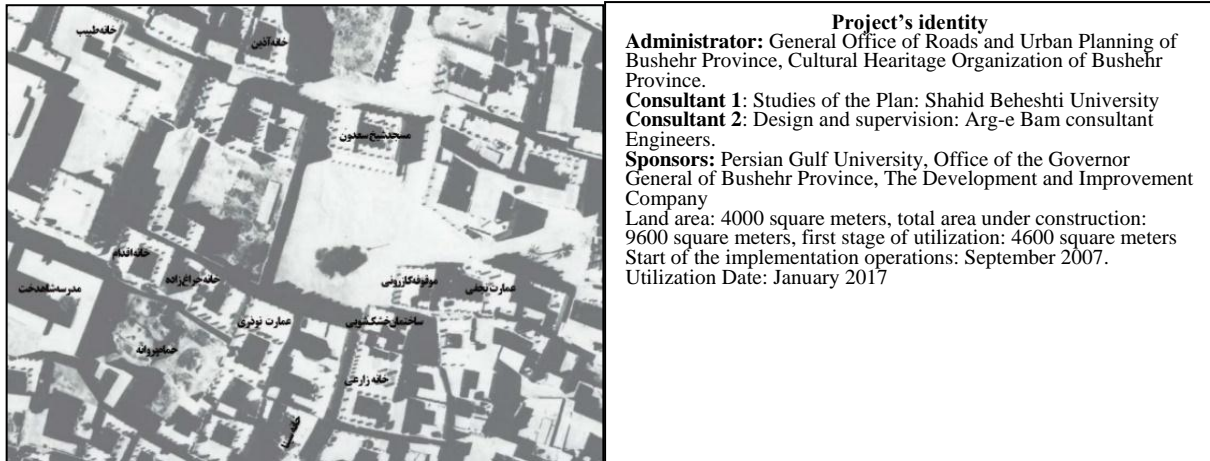 خانه طبیب
خانه آذین
مسجد شیخ سعدون
خانه اقدام
خانه چراغ‌زاده
موقوفه کازرونی
عمارت نجفی
مدرسه شاهدخت
عمارت نوذری
ساختمان خشکشویی
حمام پروانه
خانه زارعی
Project's identity
Administrator: General Office of Roads and Urban Planning of
Bushehr Province, Cultural Hearitage Organization of Bushehr
Province.
Consultant 1: Studies of the Plan: Shahid Beheshti University
Consultant 2: Design and supervision: Arg-e Bam consultant
Engineers.
Sponsors: Persian Gulf University, Office of the Governor
General of Bushehr Province, The Development and Improvement
Company
Land area: 4000 square meters, total area under construction:
9600 square meters, first stage of utilization: 4600 square meters
Start of the implementation operations: September 2007.
Utilization Date: January 2017